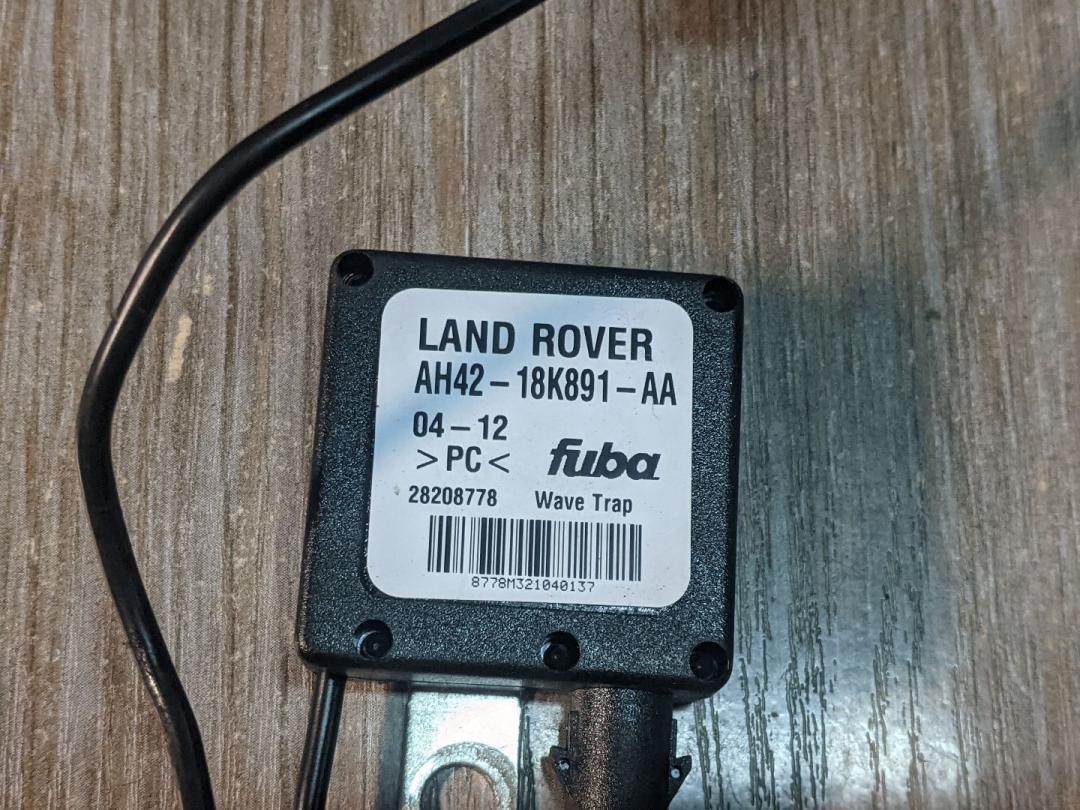 LAND ROVER
AH42-18K891-AA
04-12
>PC< fuba
28208778 Wave Trap
8778M321040137